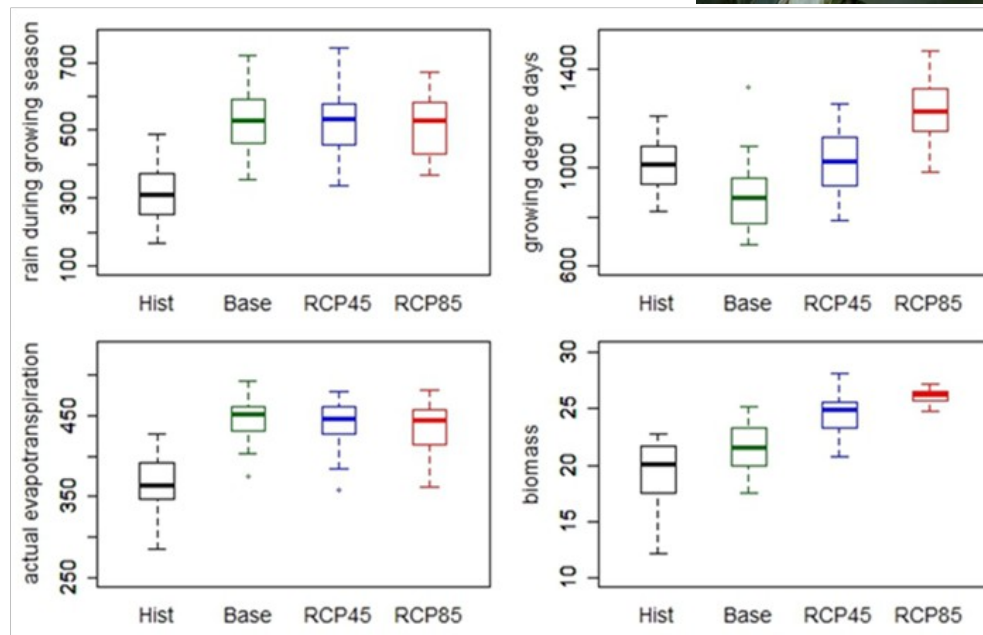 rain during growing season
700
500
300
100
Hist Base RCP45 RCP85
growing degree days
1400
1000
600
Hist Base RCP45 RCP85
actual evapotranspiration
450
350
250
Hist Base RCP45 RCP85
biomass
30
25
20
15
10
Hist Base RCP45 RCP85